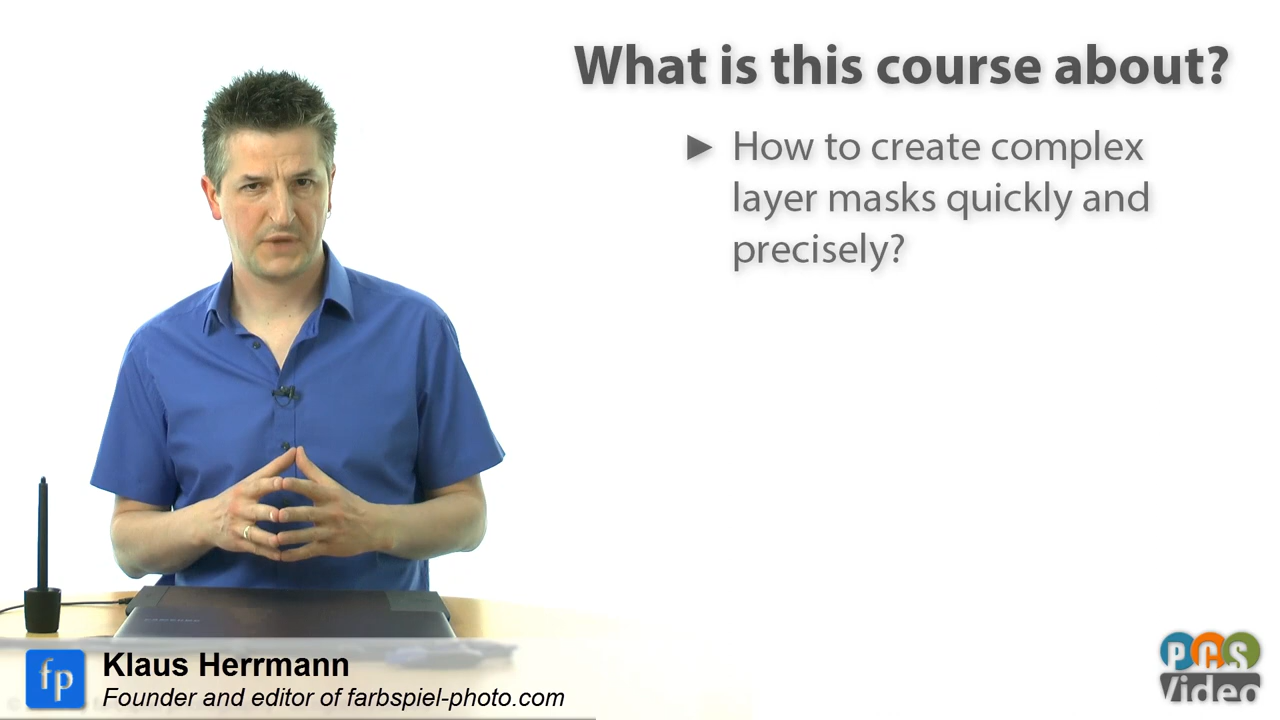 What is this course about?
► How to create complex
layer masks quickly and
precisely?
SAMSUNG
fp
Klaus Herrmann
Founder and editor of farbspiel-photo.com
PCS
Video